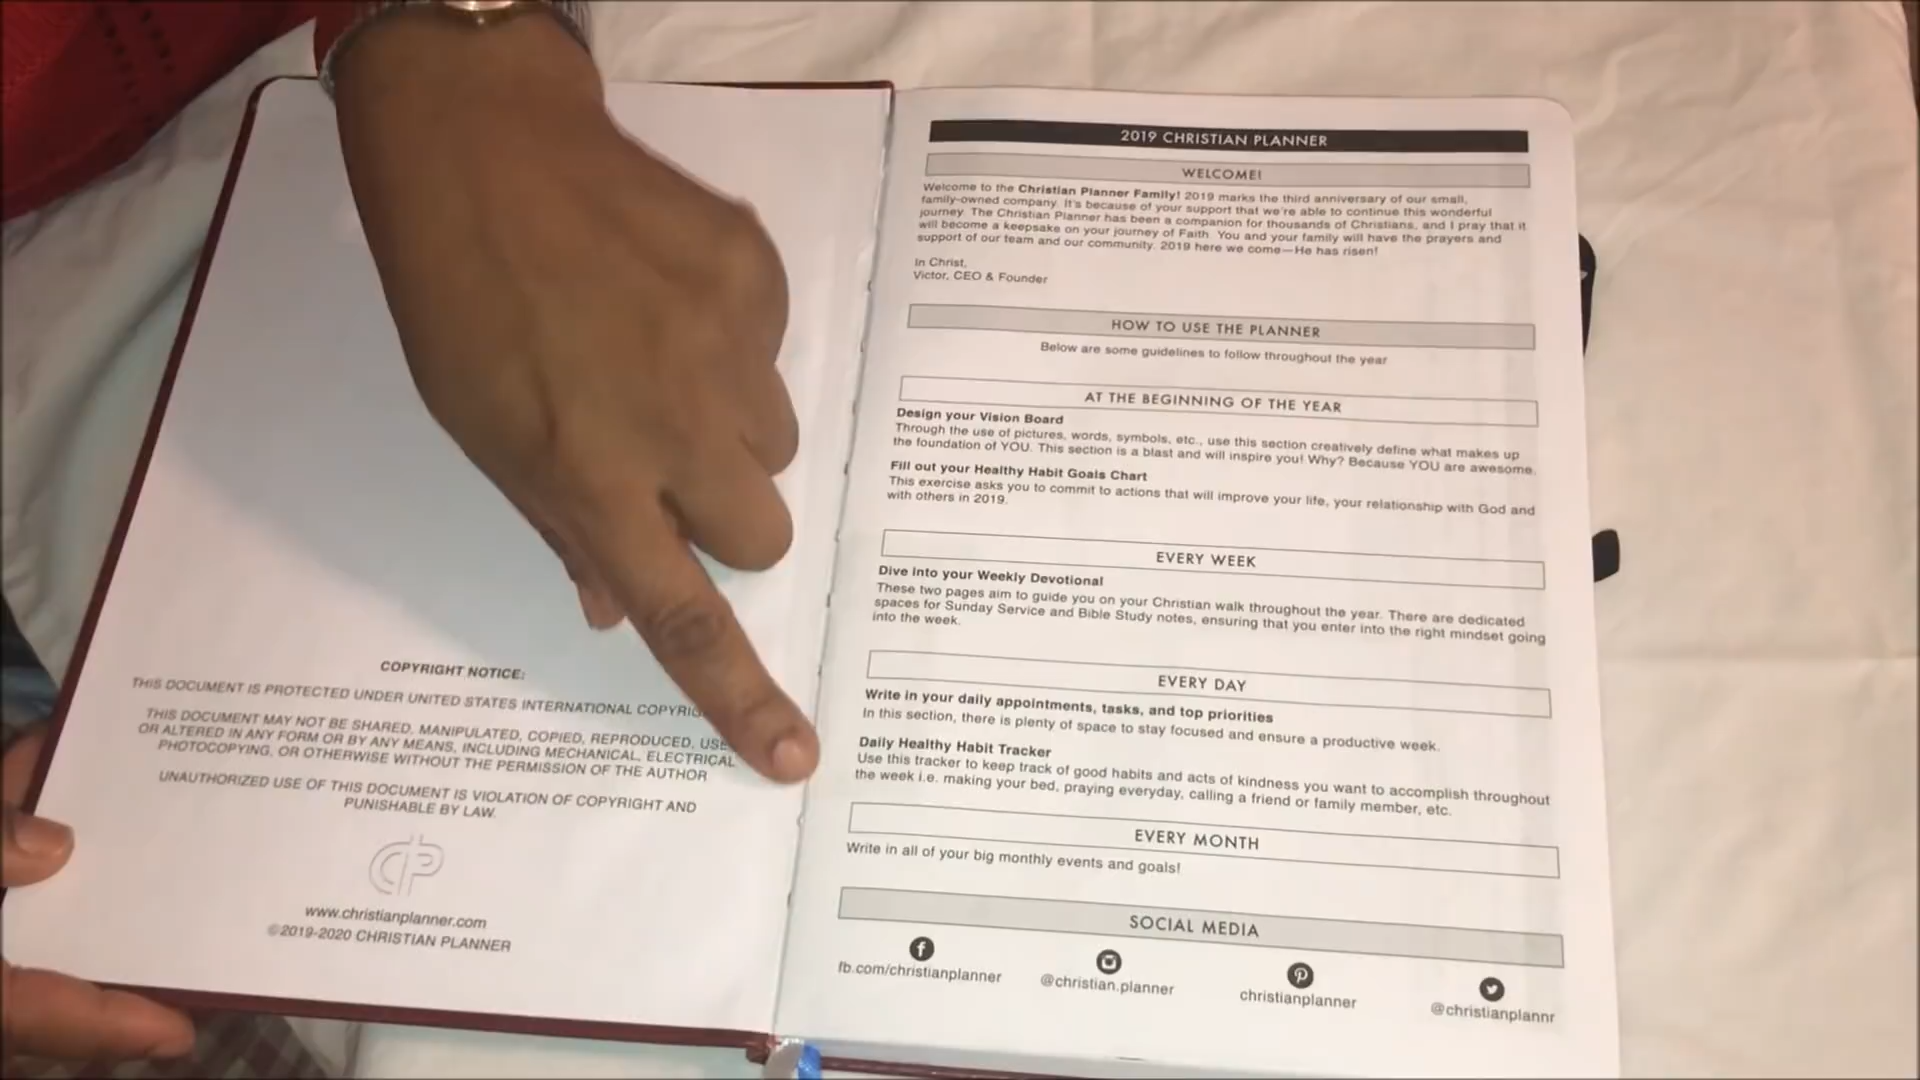 COPYRIGHT NOTICE:
THIS DOCUMENT IS PROTECTED UNDER UNITED STATES INTERNATIONAL
THIS DOCUMENT MAY NOT BE SHARED, MANIPULATED, COPIED, REPRODUCED,
OR ALTERED IN ANY FORM OR BY ANY MEANS, INCLUDING MECHANICAL, ELECTRICAL
PHOTOCOPYING, OR OTHERWISE WITHOUT THE PERMISSION OF THE AUTHOR
UNAUTHORIZED USE OF THIS DOCUMENT IS VIOLATION OF COPYRIGHT AND
PUNISHABLE BY LAW.
www.christianplanner.com
©2019-2020 CHRISTIAN PLANNER
2019 CHRISTIAN PLANNER
WELCOME!
Welcome to the Christian Planner Family! 2019 marks the third anniversary of our small,
family-owned company. It's because of your support that we're able to continue this wonderful
journey. The Christian Planner has been a companion for thousands of Christians, and I pray that it
will become a keepsake on your journey of Faith. You and your family will have the prayers and
support of our team and our community. 2019 here we come—He has risen!
In Christ,
Victor, CEO & Founder
HOW TO USE THE PLANNER
Below are some guidelines to follow throughout the year
AT THE BEGINNING OF THE YEAR
Design your Vision Board
Through the use of pictures, words, symbols, etc., use this section creatively define what makes up
the foundation of YOU. This section is a blast and will inspire you! Why? Because YOU are awesome.
Fill out your Healthy Habit Goals Chart
This exercise asks you to commit to actions that will improve your life, your relationship with God and
with others in 2019.
EVERY WEEK
Dive into your Weekly Devotional
These two pages aim to guide you on your Christian walk throughout the year. There are dedicated
spaces for Sunday Service and Bible Study notes, ensuring that you enter into the right mindset going
into the week.
EVERY DAY
Write in your daily appointments, tasks, and top priorities
In this section, there is plenty of space to stay focused and ensure a productive week.
Daily Healthy Habit Tracker
Use this tracker to keep track of good habits and acts of kindness you want to accomplish throughout
the week i.e. making your bed, praying everyday, calling a friend or family member, etc.
EVERY MONTH
Write in all of your big monthly events and goals!
SOCIAL MEDIA
fb.com/christianplanner
@christian.planner
christianplanner
@christianplannr